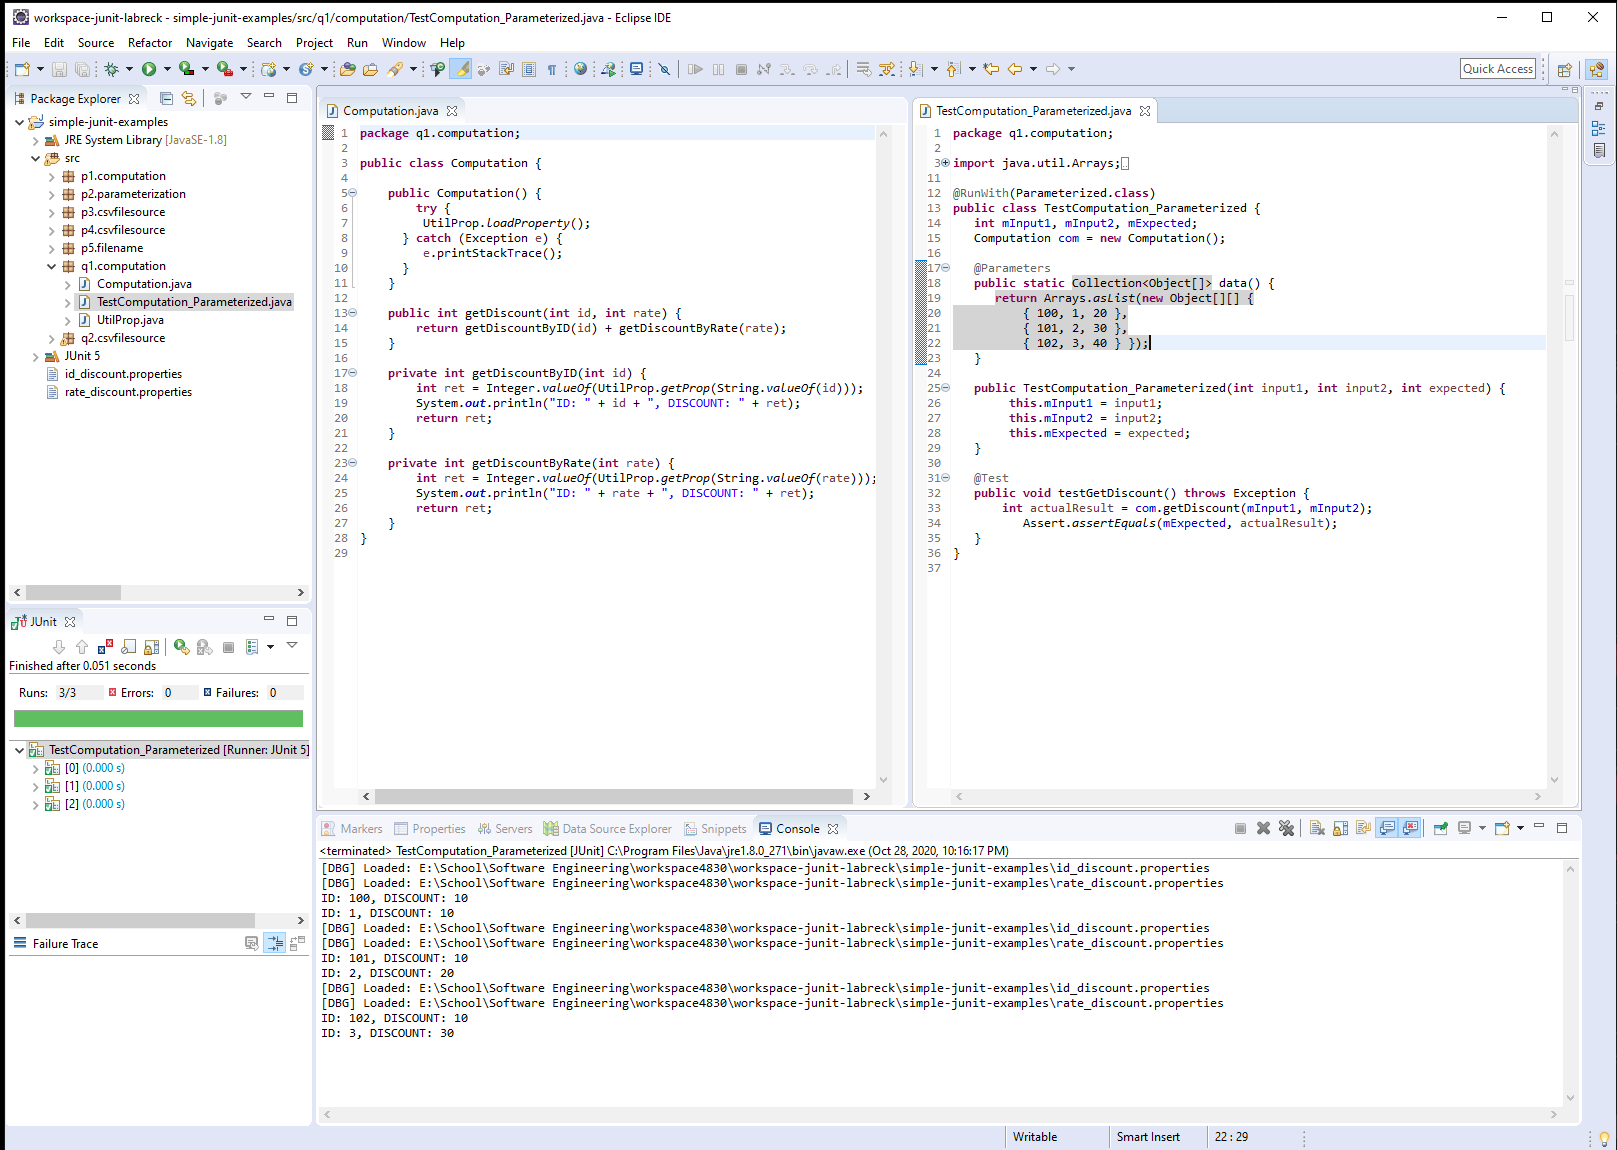 workspace-junit-labreck - simple-junit-examples/src/q1/computation/TestComputation_Parameterized.java - Eclipse IDE
File Edit Source Refactor Navigate Search Project Run Window Help
Quick Access
Package Explorer
simple-junit-examples
JRE System Library [JavaSE-1.8]
src
p1.computation
p2.parameterization
p3.csvfilesource
p4.csvfilesource
p5.filename
q1.computation
Computation.java
TestComputation_Parameterized.java
UtilProp.java
q2.csvfilesource
JUnit 5
id_discount.properties
rate_discount.properties
JUnit
Finished after 0.051 seconds
Runs: 3/3 Errors: 0 Failures: 0
TestComputation_Parameterized [Runner: JUnit 5]
[0] (0.000 s)
[1] (0.000 s)
[2] (0.000 s)
Failure Trace
Computation.java
1 package q1.computation;
2
3 public class Computation {
4
5 public Computation() {
6 try {
7 UtilProp.loadProperty();
8 } catch (Exception e) {
9 e.printStackTrace();
10 }
11 }
12
13 public int getDiscount(int id, int rate) {
14 return getDiscountByID(id) + getDiscountByRate(rate);
15 }
16
17 private int getDiscountByID(int id) {
18 int ret = Integer.valueOf(UtilProp.getProp(String.valueOf(id)));
19 System.out.println("ID: " + id + ", DISCOUNT: " + ret);
20 return ret;
21 }
22
23 private int getDiscountByRate(int rate) {
24 int ret = Integer.valueOf(UtilProp.getProp(String.valueOf(rate)));
25 System.out.println("ID: " + rate + ", DISCOUNT: " + ret);
26 return ret;
27 }
28 }
29
TestComputation_Parameterized.java
1 package q1.computation;
2
3 import java.util.Arrays;
11
12 @RunWith(Parameterized.class)
13 public class TestComputation_Parameterized {
14 int mInput1, mInput2, mExpected;
15 Computation com = new Computation();
16
17 @Parameters
18 public static Collection<Object[]> data() {
19 return Arrays.asList(new Object[][] {
20 { 100, 1, 20 },
21 { 101, 2, 30 },
22 { 102, 3, 40 } });
23 }
24
25 public TestComputation_Parameterized(int input1, int input2, int expected) {
26 this.mInput1 = input1;
27 this.mInput2 = input2;
28 this.mExpected = expected;
29 }
30
31 @Test
32 public void testGetDiscount() throws Exception {
33 int actualResult = com.getDiscount(mInput1, mInput2);
34 Assert.assertEquals(mExpected, actualResult);
35 }
36 }
37
Markers Properties Servers Data Source Explorer Snippets Console
<terminated> TestComputation_Parameterized [JUnit] C:\Program Files\Java\jre1.8.0_271\bin\javaw.exe (Oct 28, 2020, 10:16:17 PM)
[DBG] Loaded: E:\School\Software Engineering\workspace4830\workspace-junit-labreck\simple-junit-examples\id_discount.properties
[DBG] Loaded: E:\School\Software Engineering\workspace4830\workspace-junit-labreck\simple-junit-examples\rate_discount.properties
ID: 100, DISCOUNT: 10
ID: 1, DISCOUNT: 10
[DBG] Loaded: E:\School\Software Engineering\workspace4830\workspace-junit-labreck\simple-junit-examples\id_discount.properties
[DBG] Loaded: E:\School\Software Engineering\workspace4830\workspace-junit-labreck\simple-junit-examples\rate_discount.properties
ID: 101, DISCOUNT: 10
ID: 2, DISCOUNT: 20
[DBG] Loaded: E:\School\Software Engineering\workspace4830\workspace-junit-labreck\simple-junit-examples\id_discount.properties
[DBG] Loaded: E:\School\Software Engineering\workspace4830\workspace-junit-labreck\simple-junit-examples\rate_discount.properties
ID: 102, DISCOUNT: 10
ID: 3, DISCOUNT: 30
Writable Smart Insert 22 : 29